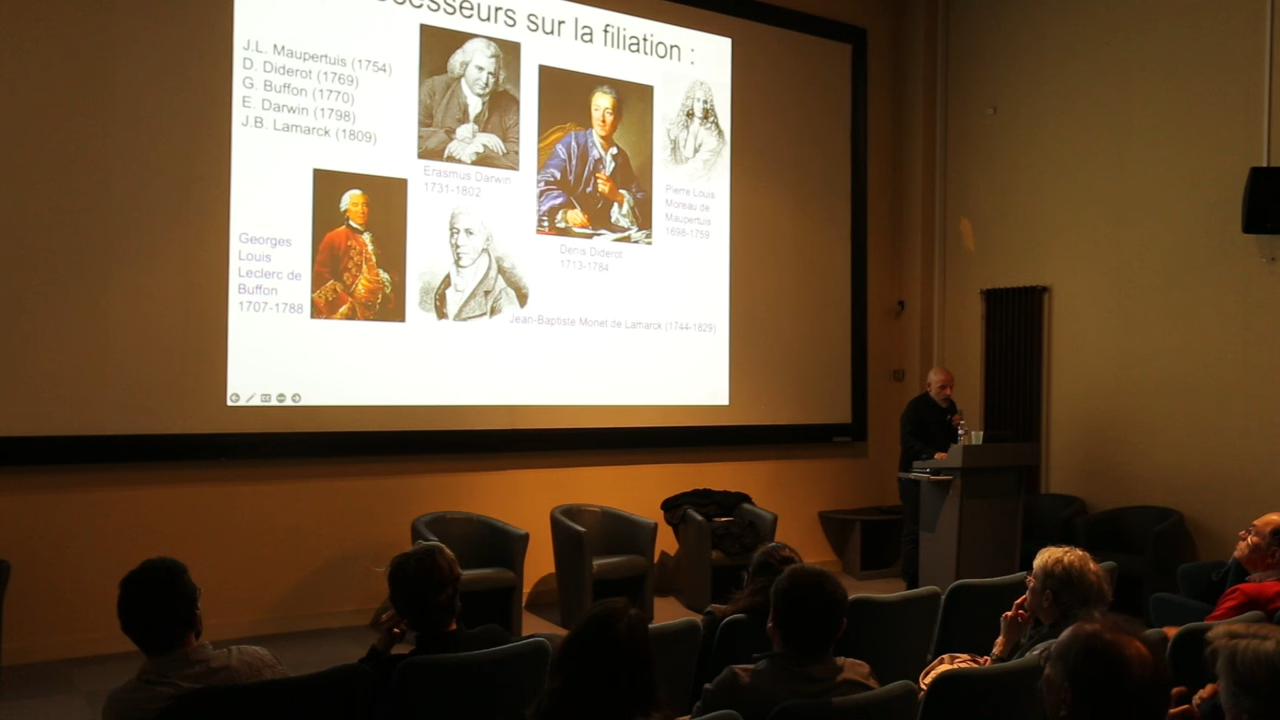 sur la filiation :
J.L. Maupertuis (1754)
D. Diderot (1769)
G. Buffon (1770)
E. Darwin (1798)
J.B. Lamarck (1809)
Erasmus Darwin
1731-1802
Denis Diderot
1713-1784
Pierre Louis
Moreau de
Maupertuis
1698-1759
Georges
Louis
Leclerc de
Buffon
1707-1788
Jean-Baptiste Monet de Lamarck (1744-1829)